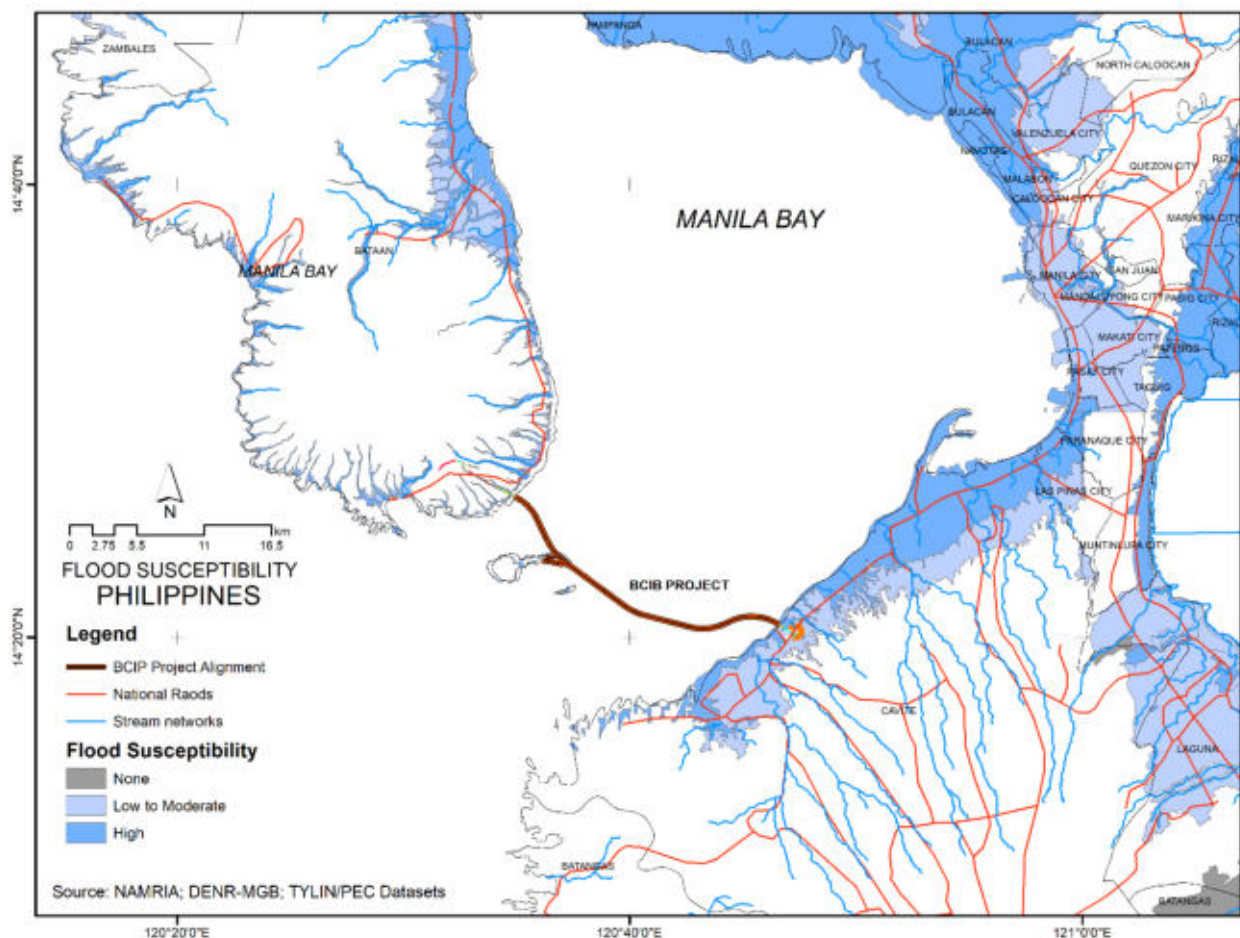 PAMPANGA
ZAMBALES
BULACAN
NORTH CALOOCAN
BULACAN
VALENZUELA CITY
NAVOTAS
QUEZON CITY
RIZAL
14°40'0"N
MALABON
CALOOCAN CITY
MARIKINA CITY
MANILA BAY
BATAAN
MANILA BAY
MANILA CITY
SAN JUAN
MANDALUYONG CITY
PASIG CITY
RIZAL
MAKATI CITY
PATEROS
PASAY CITY
TAGUIG
PARANAQUE CITY
LAS PINAS CITY
MUNTINLUPA CITY
N
0 2.75 5.5 11 16.5 km
FLOOD SUSCEPTIBILITY
PHILIPPINES
BCIB PROJECT
14°20'0"N
Legend
BCIP Project Alignment
National Raods
Stream networks
CAVITE
Flood Susceptibility
None
Low to Moderate
High
LAGUNA
BATANGAS
Source: NAMRIA; DENR-MGB; TYLIN/PEC Datasets
BATANGAS
120°20'0"E
120°40'0"E
121°0'0"E